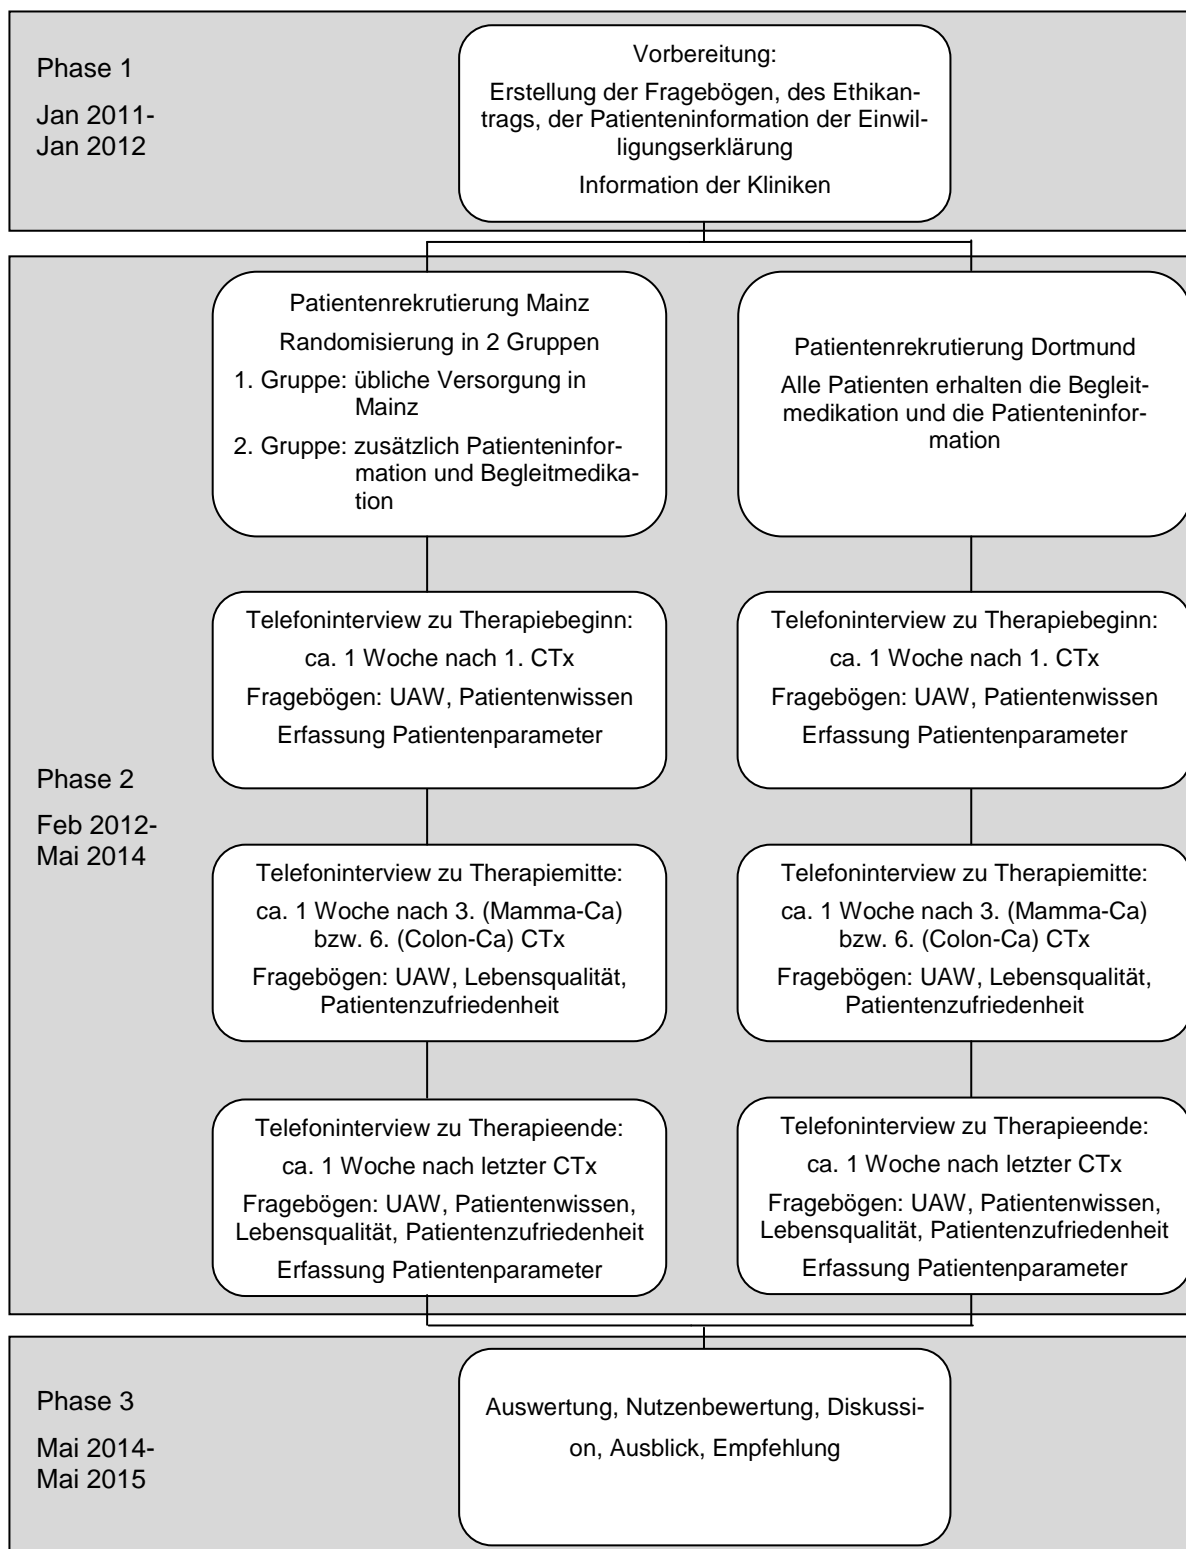 Phase 1
Jan 2011-
Jan 2012
Vorbereitung:
Erstellung der Fragebögen, des Ethikan-
trags, der Patienteninformation der Einwil-
ligungserklärung
Information der Kliniken
Phase 2
Feb 2012-
Mai 2014
Patientenrekrutierung Mainz
Randomisierung in 2 Gruppen
1. Gruppe: übliche Versorgung in
Mainz
2. Gruppe: zusätzlich Patienteninfor-
mation und Begleitmedika-
tion
Patientenrekrutierung Dortmund
Alle Patienten erhalten die Begleit-
medikation und die Patienteninfor-
mation
Telefoninterview zu Therapiebeginn:
ca. 1 Woche nach 1. CTx
Fragebögen: UAW, Patientenwissen
Erfassung Patientenparameter
Telefoninterview zu Therapiebeginn:
ca. 1 Woche nach 1. CTx
Fragebögen: UAW, Patientenwissen
Erfassung Patientenparameter
Telefoninterview zu Therapiemitte:
ca. 1 Woche nach 3. (Mamma-Ca)
bzw. 6. (Colon-Ca) CTx
Fragebögen: UAW, Lebensqualität,
Patientenzufriedenheit
Telefoninterview zu Therapiemitte:
ca. 1 Woche nach 3. (Mamma-Ca)
bzw. 6. (Colon-Ca) CTx
Fragebögen: UAW, Lebensqualität,
Patientenzufriedenheit
Telefoninterview zu Therapieende:
ca. 1 Woche nach letzter CTx
Fragebögen: UAW, Patientenwissen,
Lebensqualität, Patientenzufriedenheit
Erfassung Patientenparameter
Telefoninterview zu Therapieende:
ca. 1 Woche nach letzter CTx
Fragebögen: UAW, Patientenwissen,
Lebensqualität, Patientenzufriedenheit
Erfassung Patientenparameter
Phase 3
Mai 2014-
Mai 2015
Auswertung, Nutzenbewertung, Diskussi-
on, Ausblick, Empfehlung